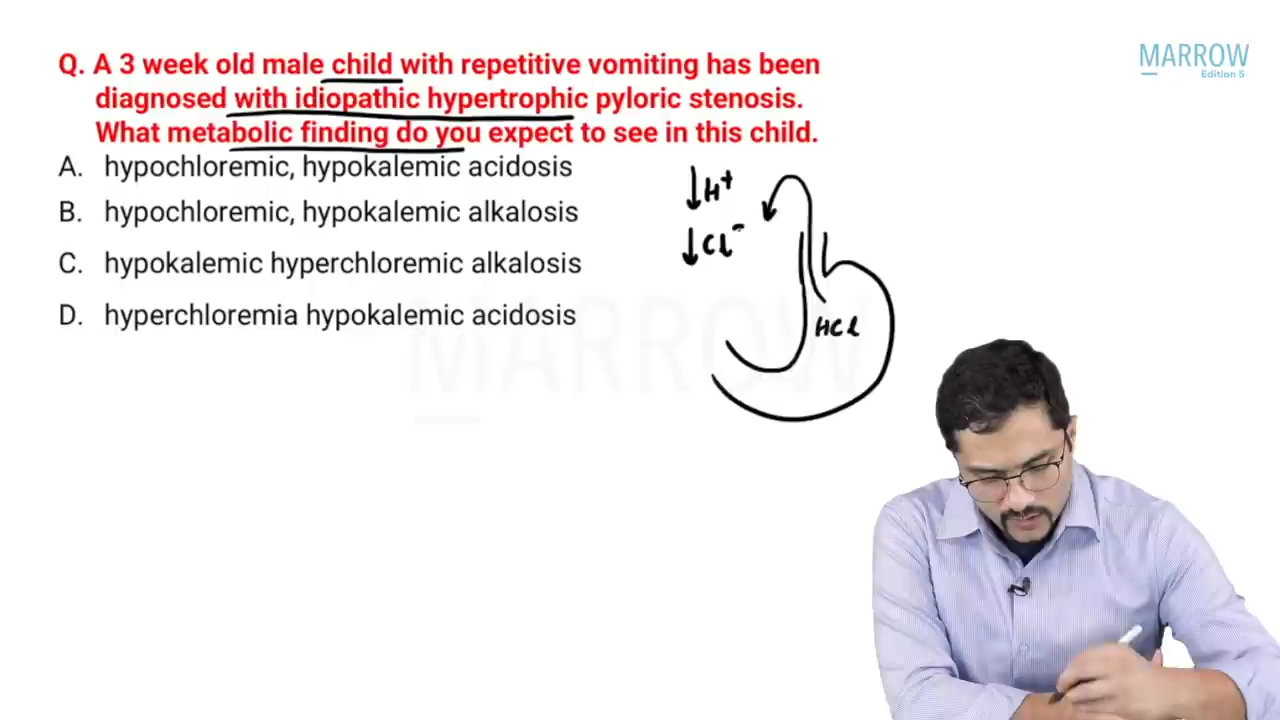 MARROW
Edition 5
Q. A 3 week old male child with repetitive vomiting has been
diagnosed with idiopathic hypertrophic pyloric stenosis.
What metabolic finding do you expect to see in this child.
A. hypochloremic, hypokalemic acidosis
B. hypochloremic, hypokalemic alkalosis
C. hypokalemic hyperchloremic alkalosis
D. hyperchloremia hypokalemic acidosis
↓H⁺
↓Cl⁻
HCl
MARROW